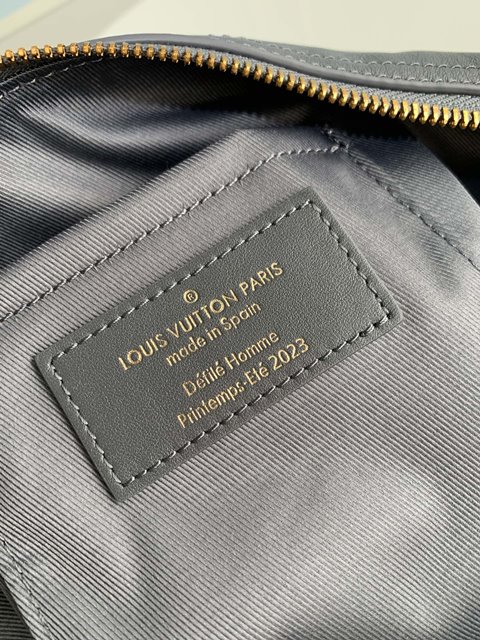 ®
LOUIS VUITTON PARIS
made in Spain
Défilé Homme
Printemps-Eté 2023